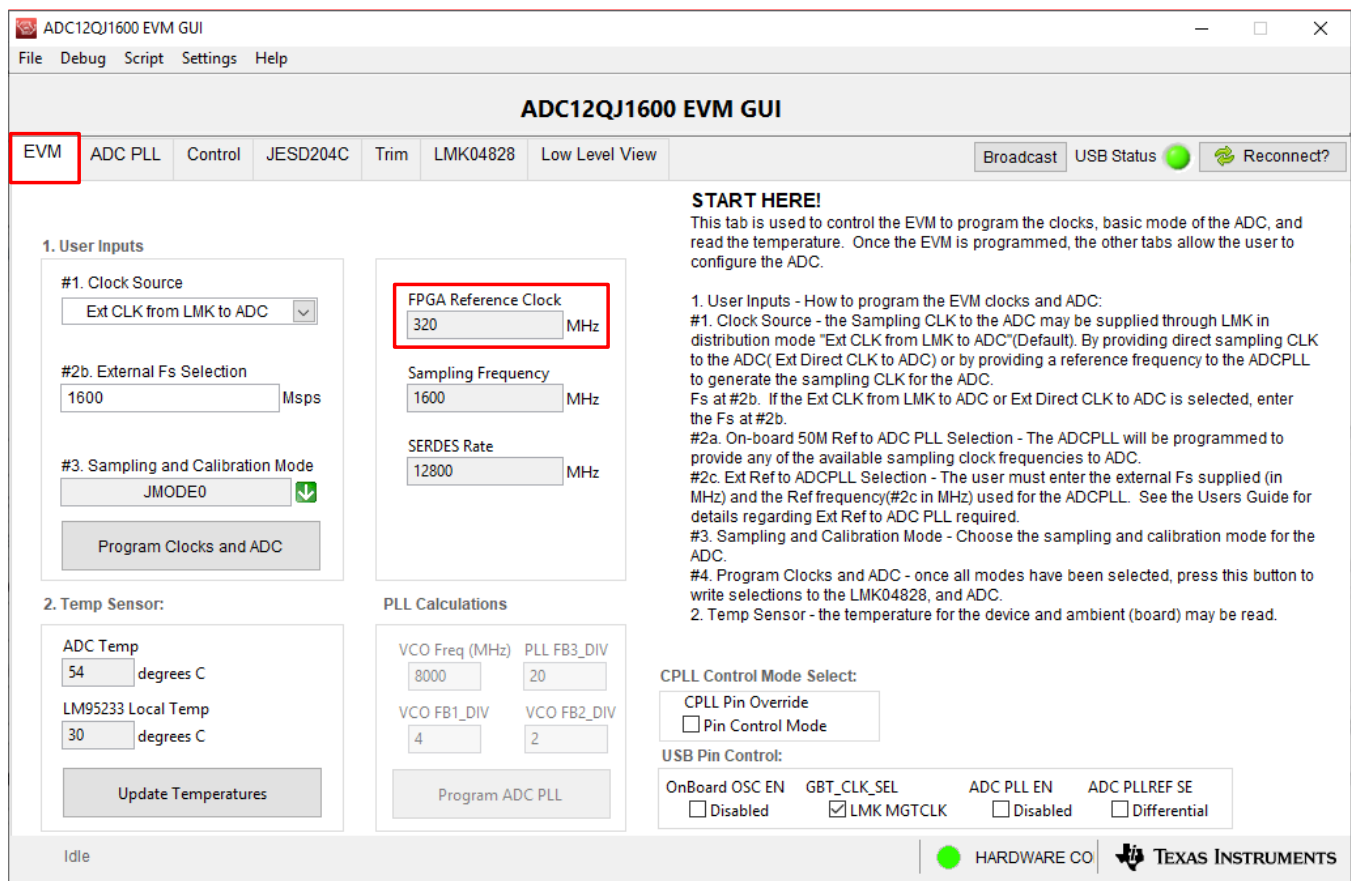 ADC12QJ1600 EVM GUI
File Debug Script Settings Help
ADC12QJ1600 EVM GUI
EVM ADC PLL Control JESD204C Trim LMK04828 Low Level View Broadcast USB Status Reconnect?
1. User Inputs
#1. Clock Source
Ext CLK from LMK to ADC
#2b. External Fs Selection
1600 Msps
#3. Sampling and Calibration Mode
JMODE0
Program Clocks and ADC
FPGA Reference Clock
320 MHz
Sampling Frequency
1600 MHz
SERDES Rate
12800 MHz
START HERE!
This tab is used to control the EVM to program the clocks, basic mode of the ADC, and
read the temperature. Once the EVM is programmed, the other tabs allow the user to
configure the ADC.
1. User Inputs - How to program the EVM clocks and ADC:
#1. Clock Source - the Sampling CLK to the ADC may be supplied through LMK in
distribution mode "Ext CLK from LMK to ADC"(Default). By providing direct sampling CLK
to the ADC( Ext Direct CLK to ADC) or by providing a reference frequency to the ADCPLL
to generate the sampling CLK for the ADC.
Fs at #2b. If the Ext CLK from LMK to ADC or Ext Direct CLK to ADC is selected, enter
the Fs at #2b.
#2a. On-board 50M Ref to ADC PLL Selection - The ADCPLL will be programmed to
provide any of the available sampling clock frequencies to ADC.
#2c. Ext Ref to ADCPLL Selection - The user must enter the external Fs supplied (in
MHz) and the Ref frequency(#2c in MHz) used for the ADCPLL. See the Users Guide for
details regarding Ext Ref to ADC PLL required.
#3. Sampling and Calibration Mode - Choose the sampling and calibration mode for the
ADC.
#4. Program Clocks and ADC - once all modes have been selected, press this button to
write selections to the LMK04828, and ADC.
2. Temp Sensor - the temperature for the device and ambient (board) may be read.
2. Temp Sensor:
ADC Temp
54 degrees C
LM95233 Local Temp
30 degrees C
Update Temperatures
PLL Calculations
VCO Freq (MHz) PLL FB3_DIV
8000 20
VCO FB1_DIV VCO FB2_DIV
4 2
Program ADC PLL
CPLL Control Mode Select:
CPLL Pin Override
Pin Control Mode
USB Pin Control:
OnBoard OSC EN GBT_CLK_SEL ADC PLL EN ADC PLLREF SE
Disabled LMK MGTCLK Disabled Differential
Idle HARDWARE CO TEXAS INSTRUMENTS